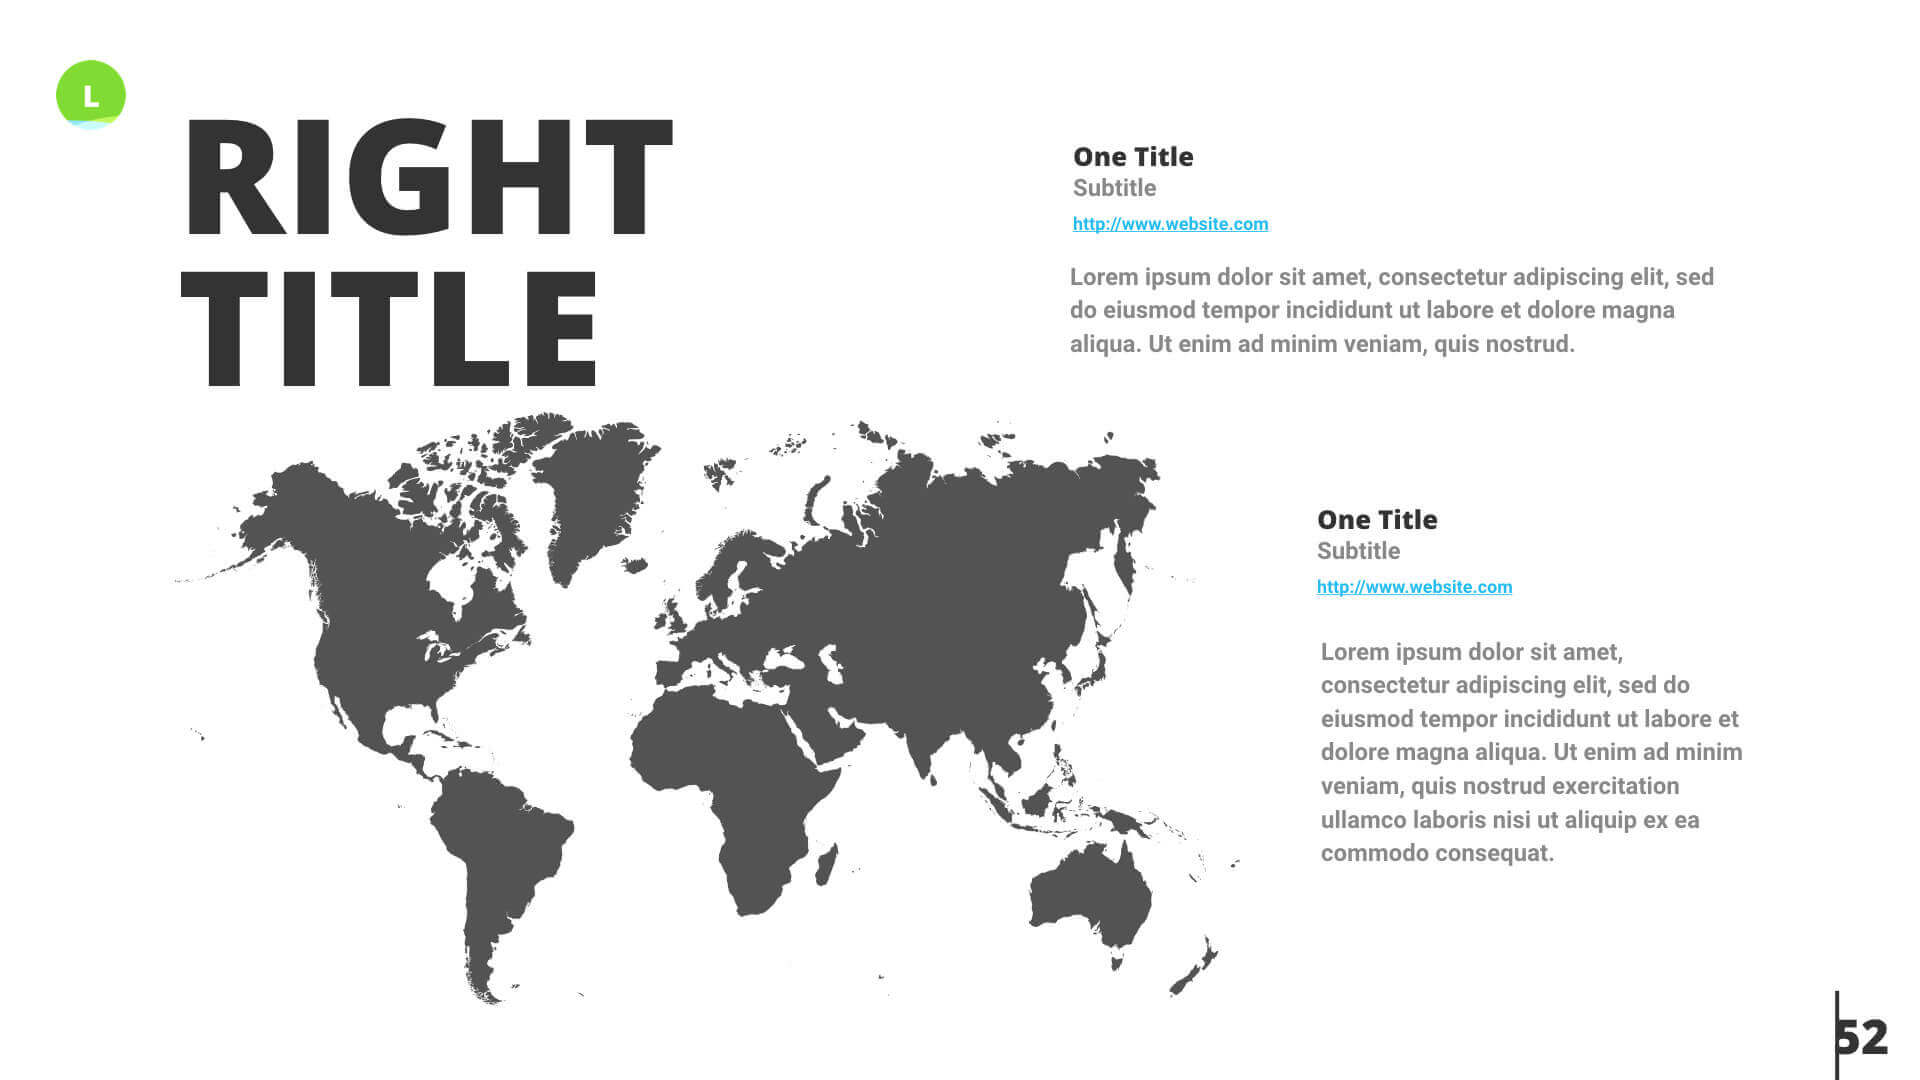 L
RIGHT
TITLE
One Title
Subtitle
http://www.website.com
Lorem ipsum dolor sit amet, consectetur adipiscing elit, sed
do eiusmod tempor incididunt ut labore et dolore magna
aliqua. Ut enim ad minim veniam, quis nostrud.
One Title
Subtitle
http://www.website.com
Lorem ipsum dolor sit amet,
consectetur adipiscing elit, sed do
eiusmod tempor incididunt ut labore et
dolore magna aliqua. Ut enim ad minim
veniam, quis nostrud exercitation
ullamco laboris nisi ut aliquip ex ea
commodo consequat.
52